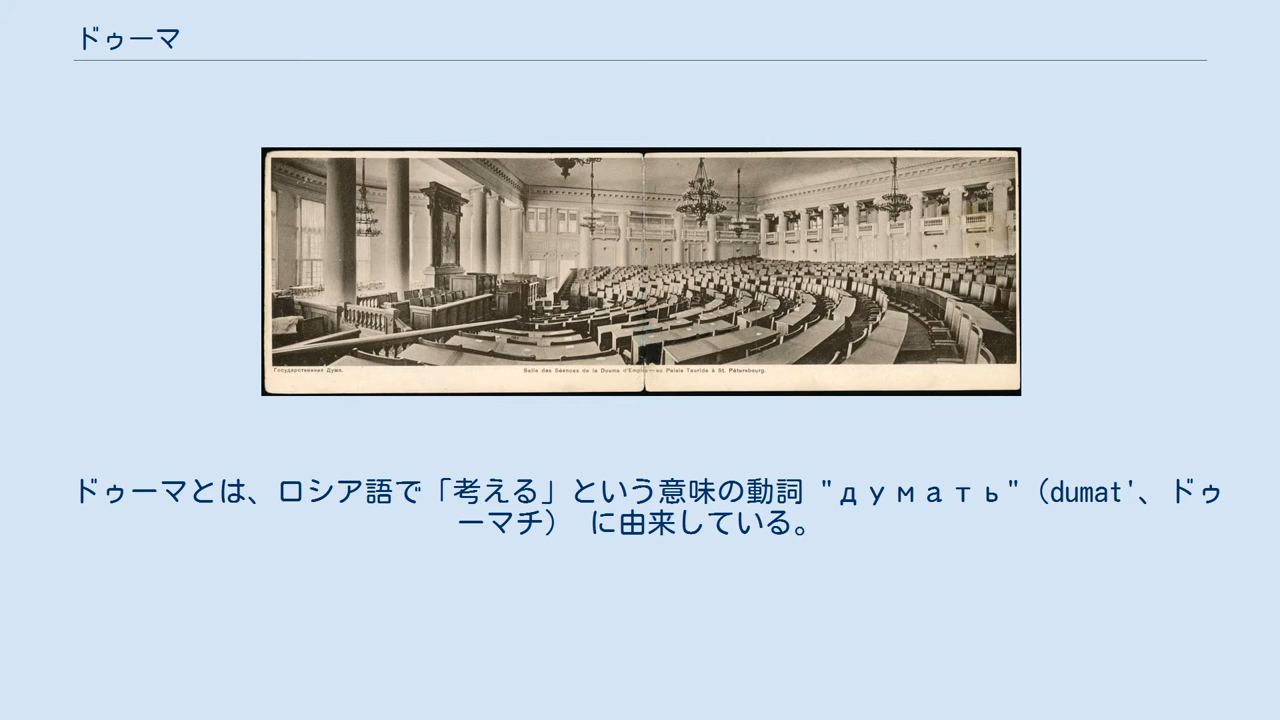 ドゥーマ
Государственная Дума.
Salle des Séances de la Douma d'Empire — au Palais Tauride à St. Pétersbourg.
ドゥーマとは、ロシア語で「考える」という意味の動詞 "думать"（dumat'、ドゥ
ーマチ） に由来している。